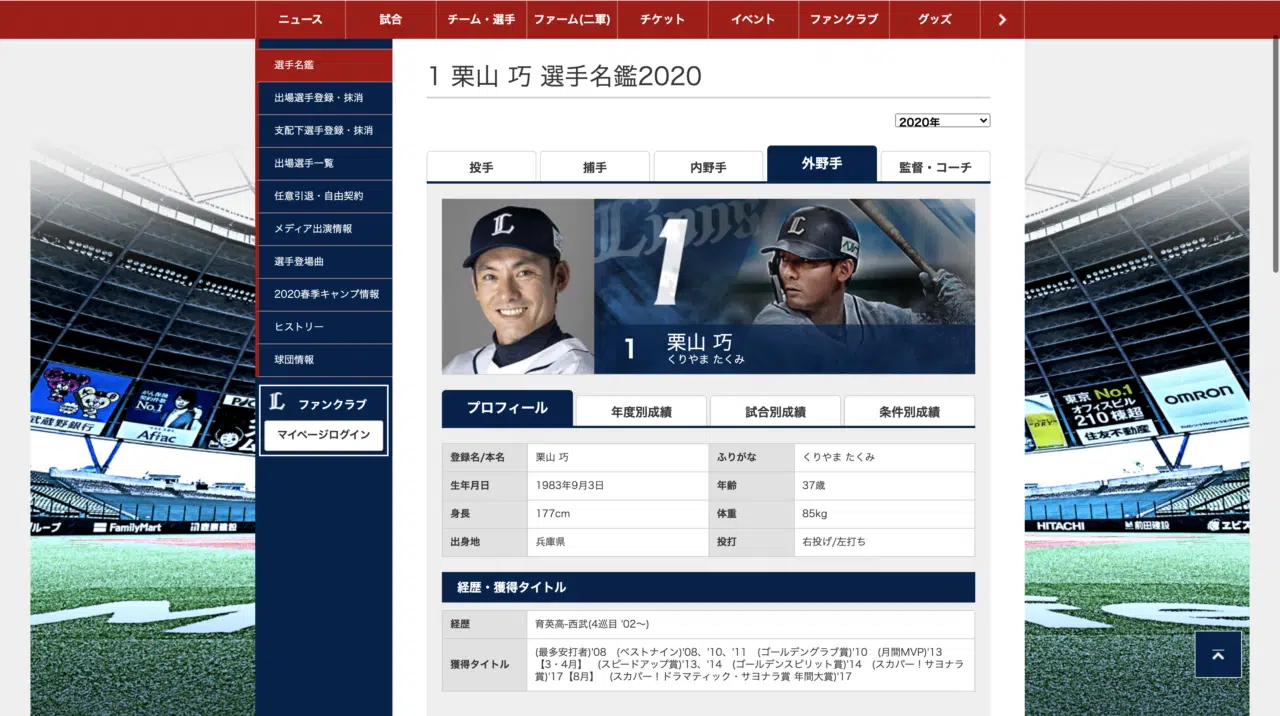 ニュース
試合
チーム・選手
ファーム(二軍)
チケット
イベント
ファンクラブ
グッズ
選手名鑑
出場選手登録・抹消
支配下選手登録・抹消
出場選手一覧
任意引退・自由契約
メディア出演情報
選手登場曲
2020春季キャンプ情報
ヒストリー
球団情報
L ファンクラブ
マイページログイン
1 栗山 巧 選手名鑑2020
2020年
投手
捕手
内野手
外野手
監督・コーチ
L
Lions
1
L
1 栗山 巧
くりやま たくみ
プロフィール
年度別成績
試合別成績
条件別成績
登録名/本名 栗山 巧 ふりがな くりやま たくみ
生年月日 1983年9月3日 年齢 37歳
身長 177cm 体重 85kg
出身地 兵庫県 投打 右投げ/左打ち
経歴・獲得タイトル
経歴 育英高-西武(4巡目 '02〜)
獲得タイトル
(最多安打者)'08 (ベストナイン)'08、'10、'11 (ゴールデングラブ賞)'10 (月間MVP)'13
【3・4月】 (スピードアップ賞)'13、'14 (ゴールデンスピリット賞)'14 (スカパー！サヨナラ
賞)'17【8月】 (スカパー！ドラマティック・サヨナラ賞 年間大賞)'17
武蔵野銀行
がん保険
契約件数
No.1
Aflac
グループ
FamilyMart
東京No.1
オフィスビル
210棟超
住友不動産
OMRON
HITACHI
前田建設